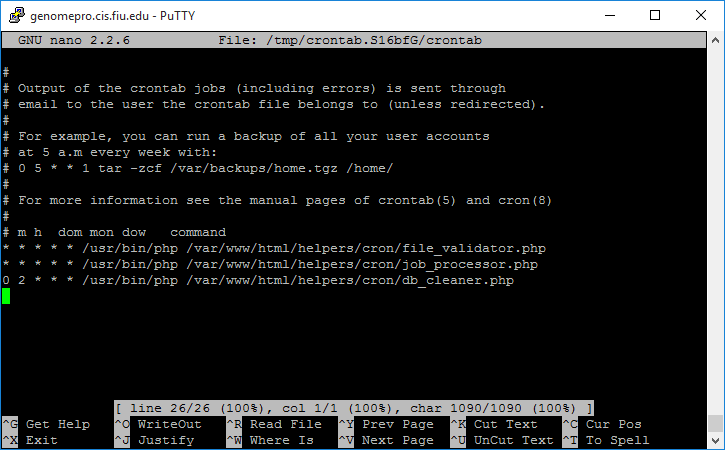 genomepro.cis.fiu.edu - PuTTY
GNU nano 2.2.6 File: /tmp/crontab.S16bfG/crontab
#
# Output of the crontab jobs (including errors) is sent through
# email to the user the crontab file belongs to (unless redirected).
#
# For example, you can run a backup of all your user accounts
# at 5 a.m every week with:
# 0 5 * * 1 tar -zcf /var/backups/home.tgz /home/
#
# For more information see the manual pages of crontab(5) and cron(8)
#
# m h  dom mon dow   command
* * * * * /usr/bin/php /var/www/html/helpers/cron/file_validator.php
* * * * * /usr/bin/php /var/www/html/helpers/cron/job_processor.php
0 2 * * * /usr/bin/php /var/www/html/helpers/cron/db_cleaner.php
[ line 26/26 (100%), col 1/1 (100%), char 1090/1090 (100%) ]
^G Get Help ^O WriteOut ^R Read File ^Y Prev Page ^K Cut Text ^C Cur Pos
^X Exit ^J Justify ^W Where Is ^V Next Page ^U UnCut Text ^T To Spell